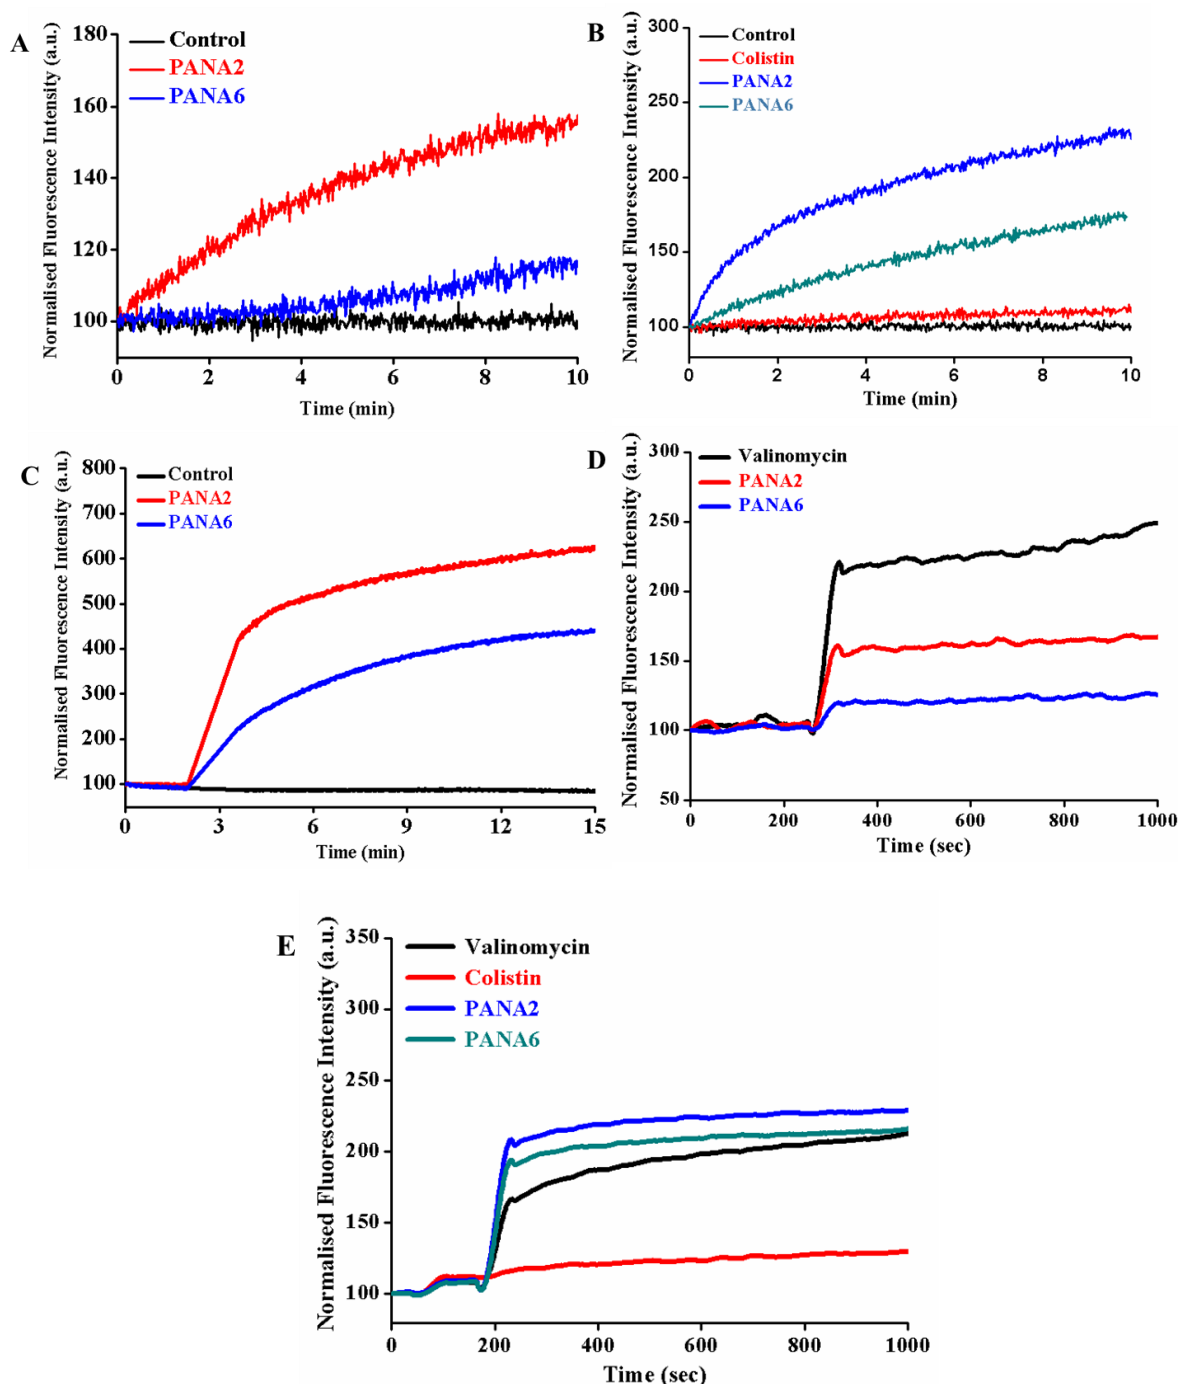 A
Normalised Fluorescence Intensity (a.u.)
180
160
140
120
100
Control
PANA2
PANA6
0 2 4 6 8 10
Time (min)
B
Normalised Fluorescence Intensity (a.u.)
300
250
200
150
100
Control
Colistin
PANA2
PANA6
0 2 4 6 8 10
Time (min)
C
Normalised Fluorescence Intensity (a.u.)
800
700
600
500
400
300
200
100
Control
PANA2
PANA6
0 3 6 9 12 15
Time (min)
D
Normalised Fluorescence Intensity (a.u.)
300
250
200
150
100
50
Valinomycin
PANA2
PANA6
0 200 400 600 800 1000
Time (sec)
E
Normalised Fluorescence Intensity (a.u.)
350
300
250
200
150
100
Valinomycin
Colistin
PANA2
PANA6
0 200 400 600 800 1000
Time (sec)